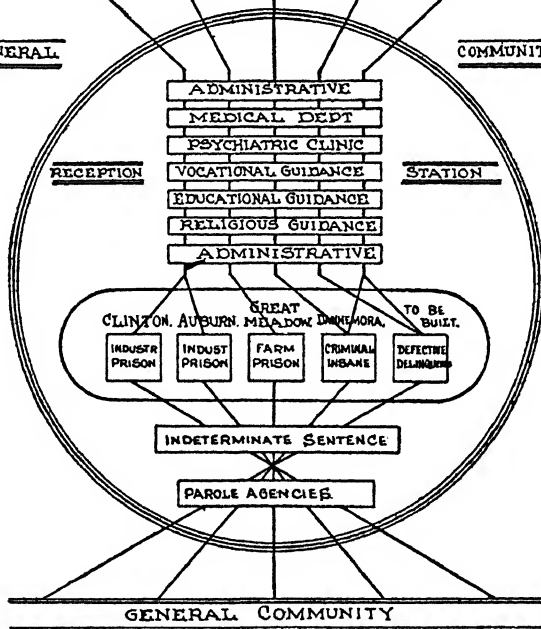 NERAL COMMUNIT
ADMINISTRATIVE
MEDICAL DEPT
PSYCHIATRIC CLINIC
RECEPTION VOCATIONAL GUIDANCE STATION
EDUCATIONAL GUIDANCE
RELIGIOUS GUIDANCE
ADMINISTRATIVE
CLINTON. AUBURN. GREAT MEADOW. DANNEMORA. TO BE BUILT.
INDUSTR PRISON
INDUST PRISON
FARM PRISON
CRIMINAL INSANE
DEFECTIVE
INDETERMINATE SENTENCE
PAROLE AGENCIES.
GENERAL COMMUNITY